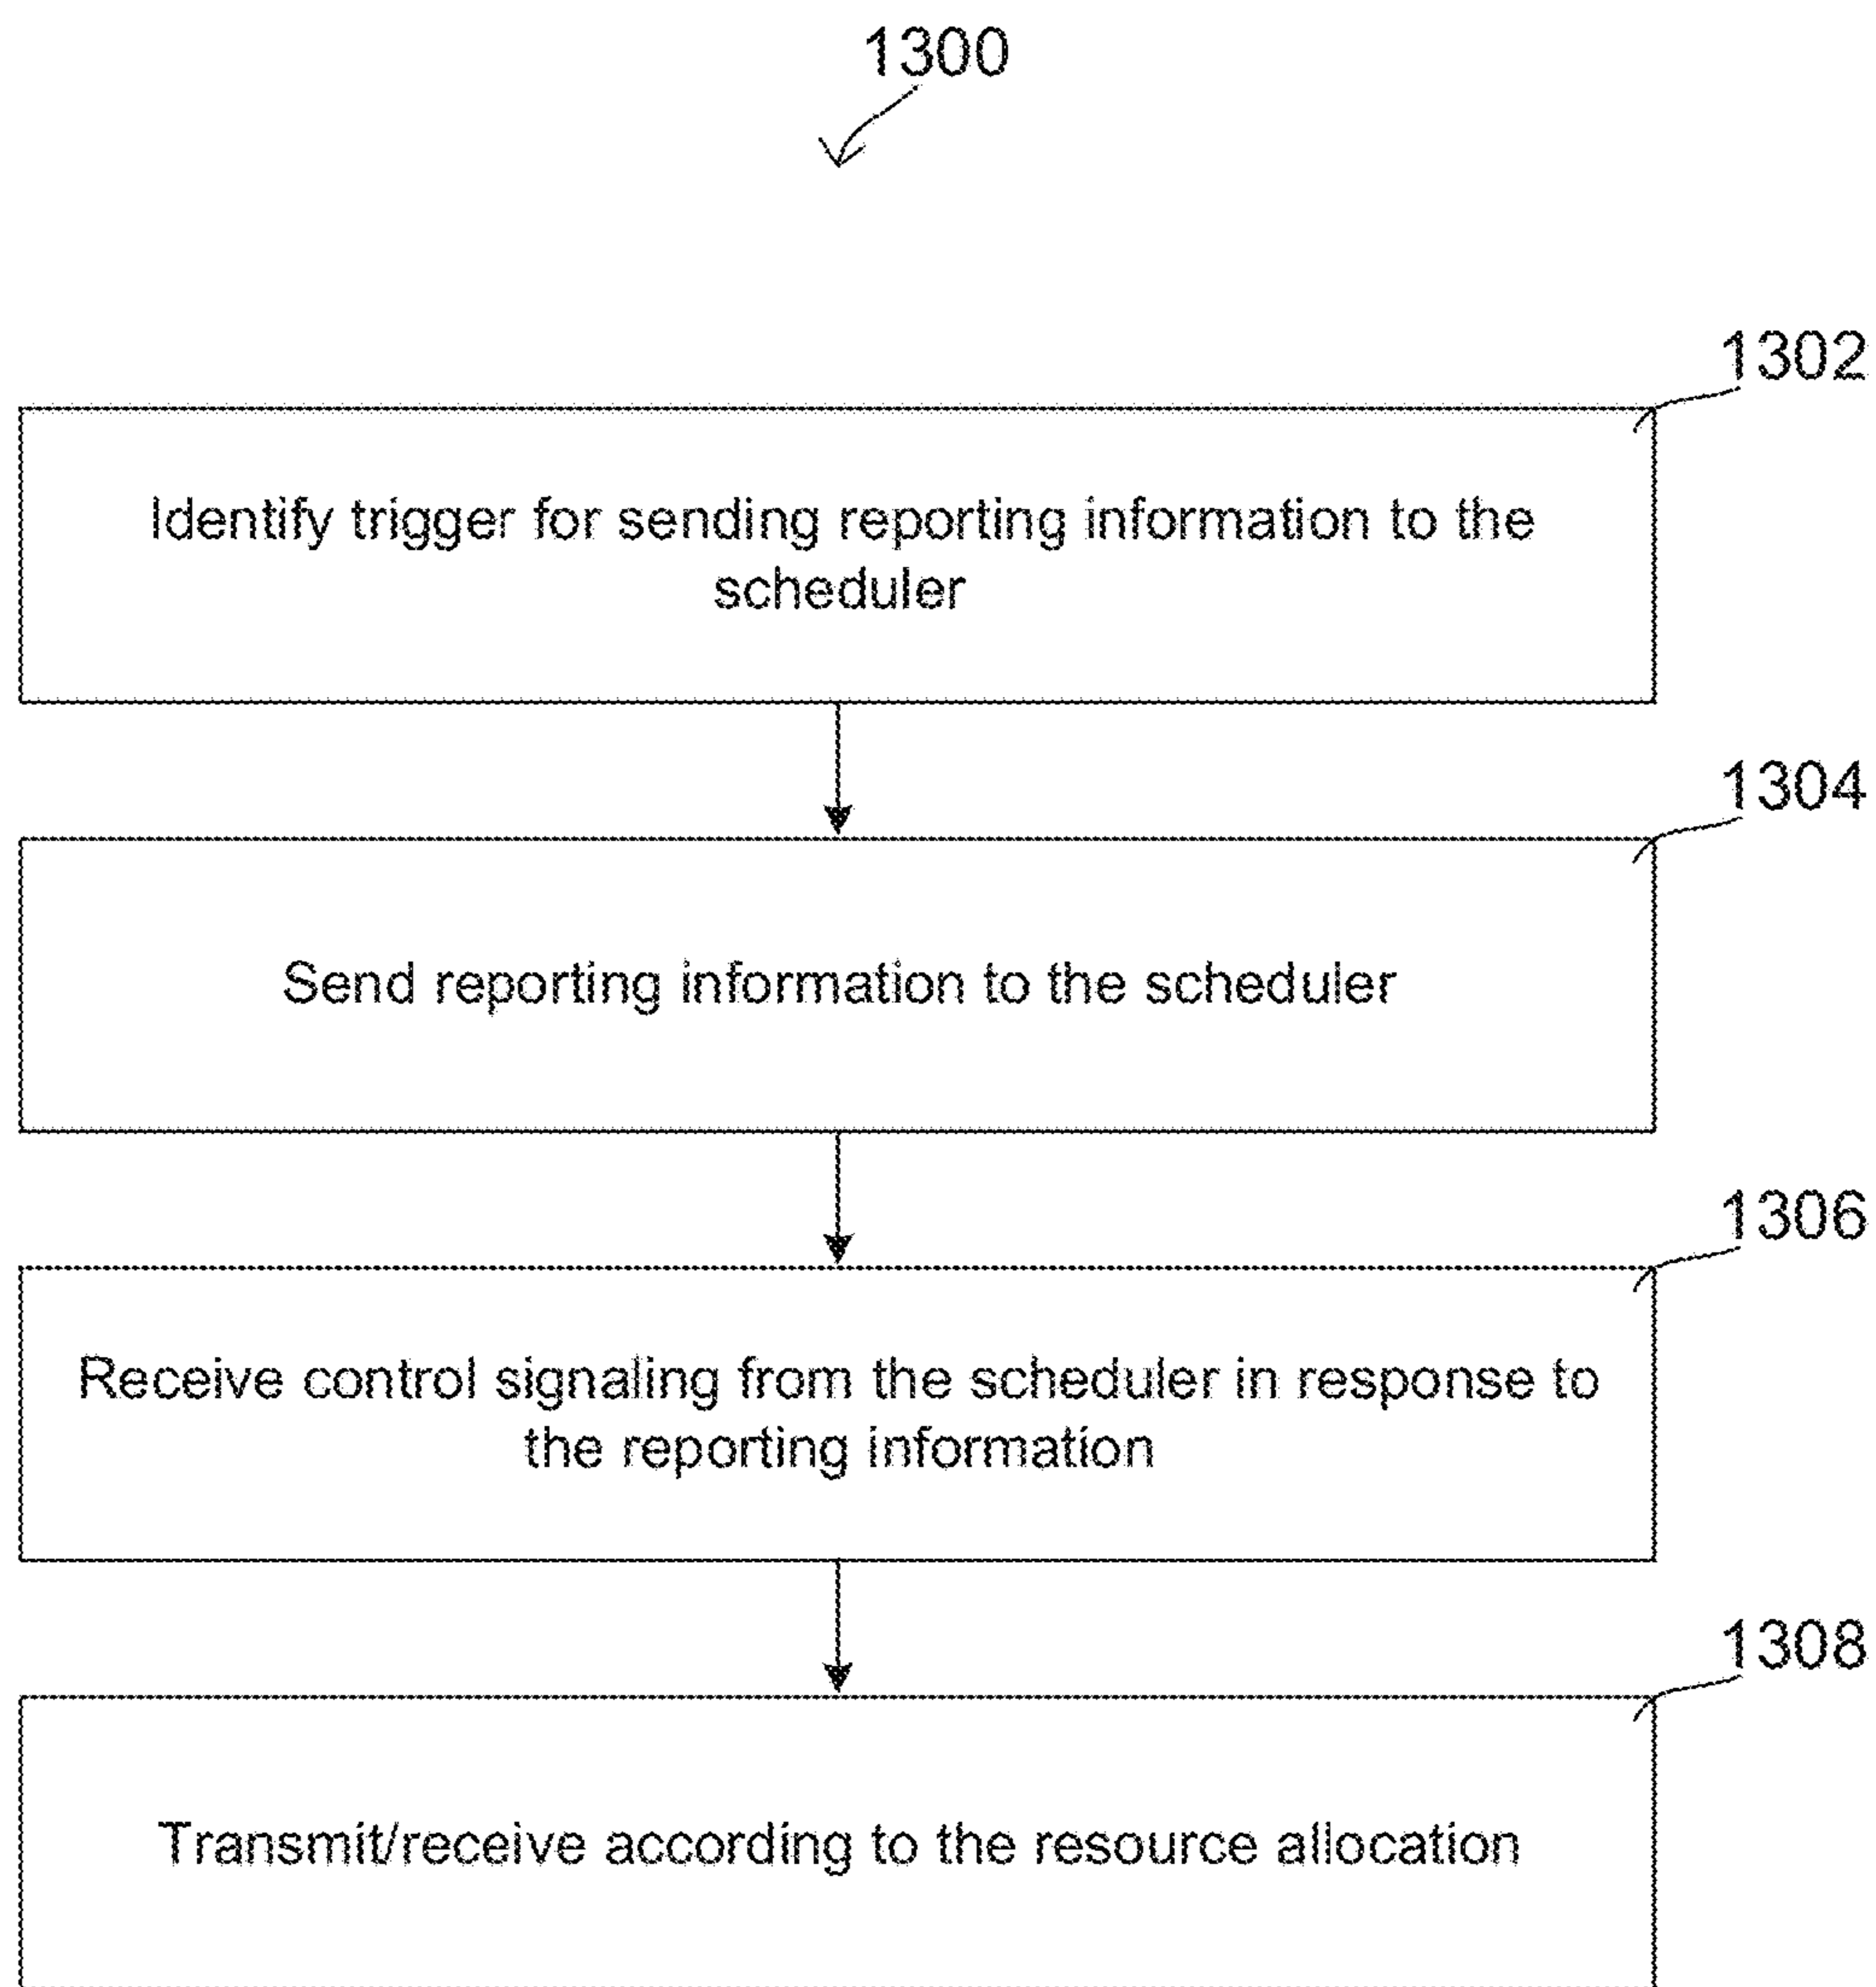 1300
1302
Identify trigger for sending reporting information to the
scheduler
1304
Send reporting information to the scheduler
1306
Receive control signaling from the scheduler in response to
the reporting information
1308
Transmit/receive according to the resource allocation